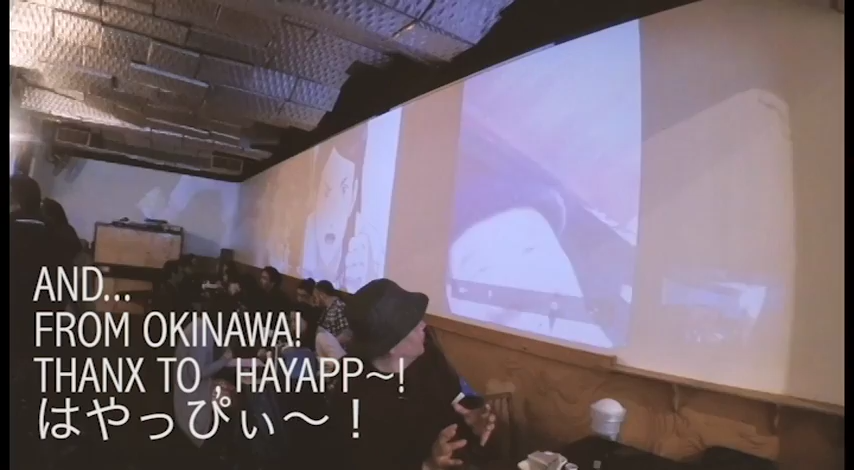 AND...
FROM OKINAWA!
THANX TO , HAYAPP~!
はやっぴぃ～！